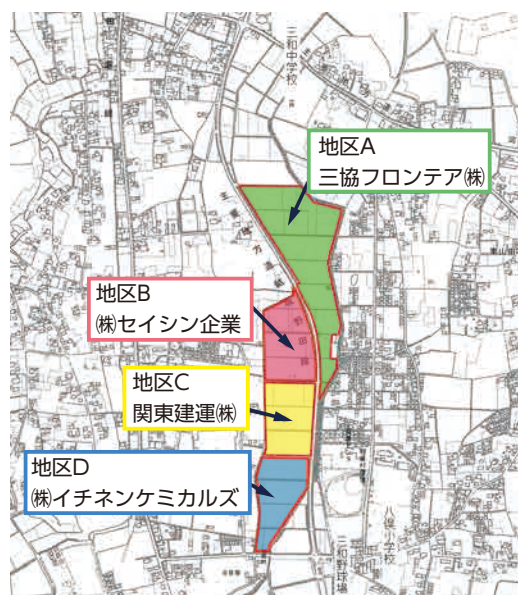 三和中学校
地区A
三協フロンテア㈱
地区B
㈱セイシン企業
地区C
関東建運㈱
地区D
㈱イチネンケミカルズ
八俣小学校
三和野球場